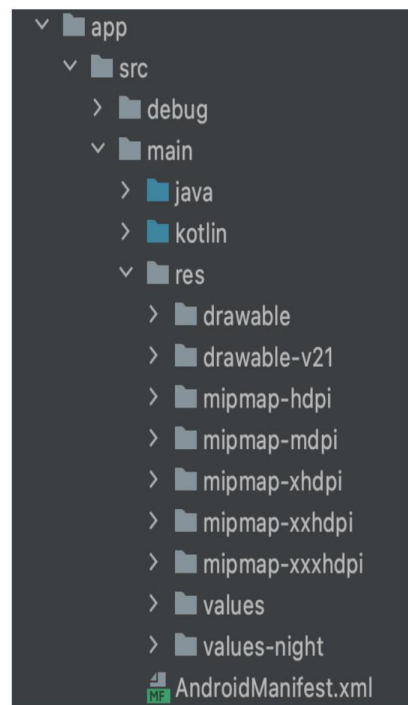 app
src
debug
main
java
kotlin
res
drawable
drawable-v21
mipmap-hdpi
mipmap-mdpi
mipmap-xhdpi
mipmap-xxhdpi
mipmap-xxxhdpi
values
values-night
MF AndroidManifest.xml